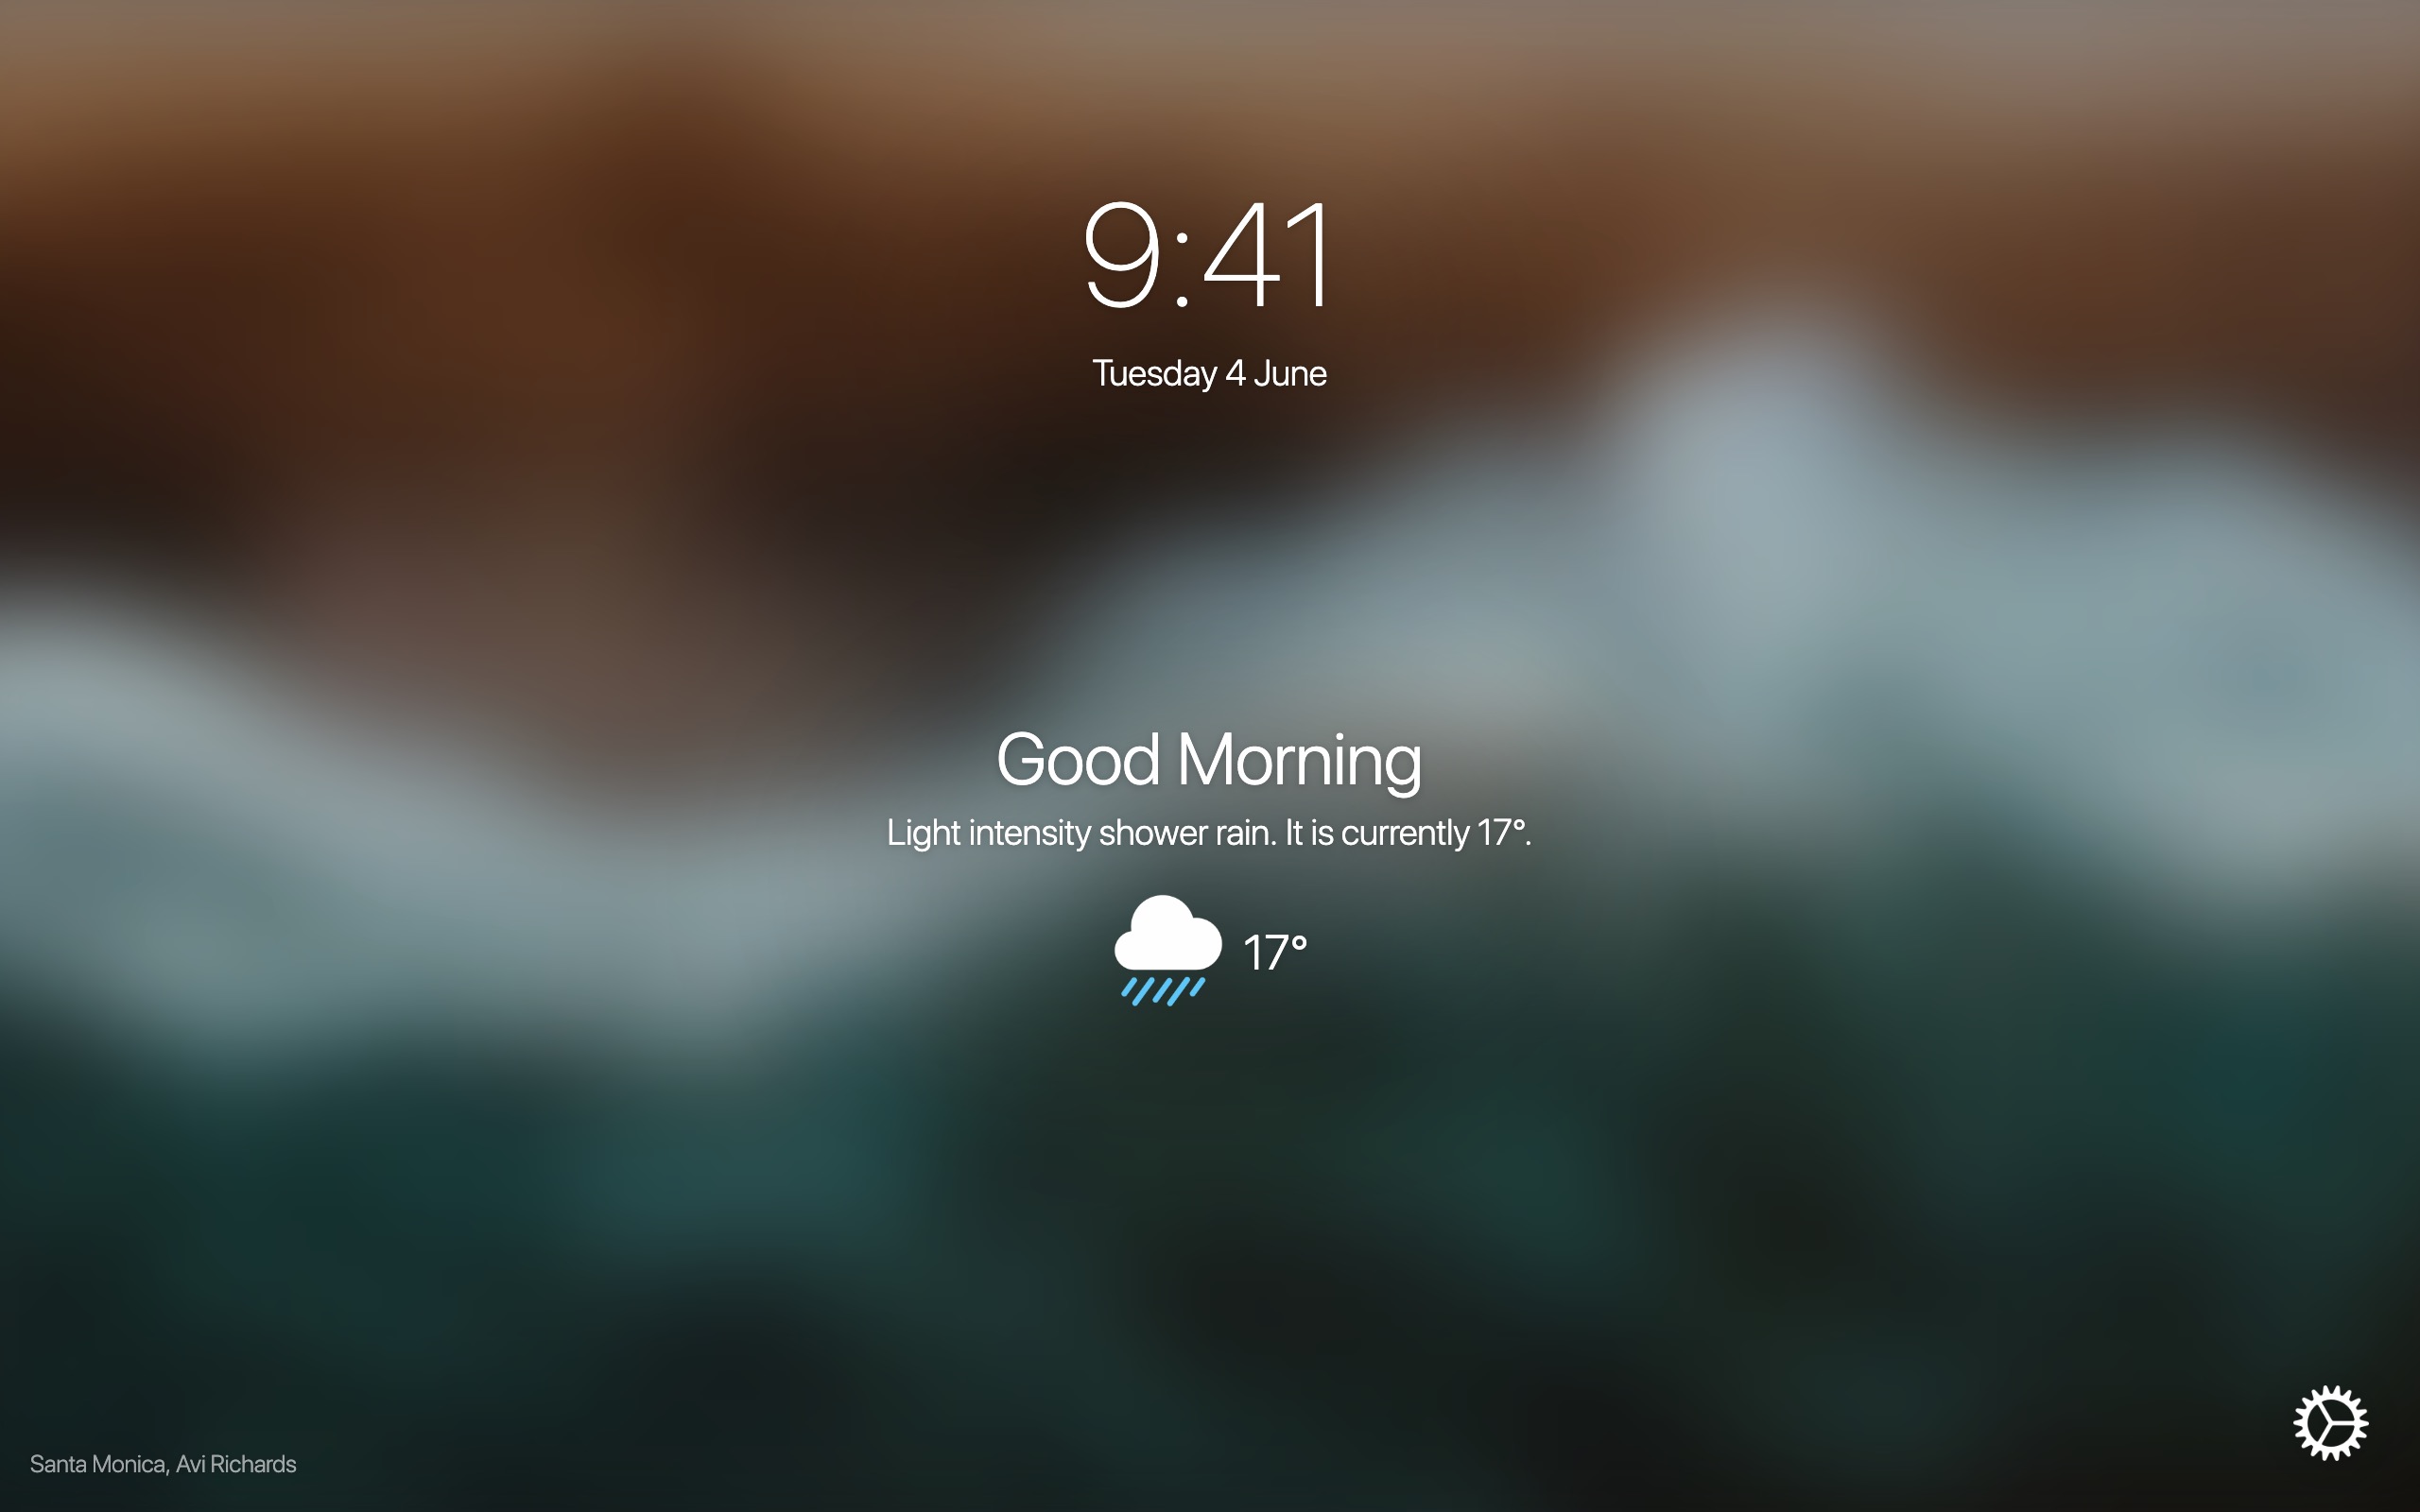 9:41
Tuesday 4 June
Good Morning
Light intensity shower rain. It is currently 17°.
17°
Santa Monica, Avi Richards